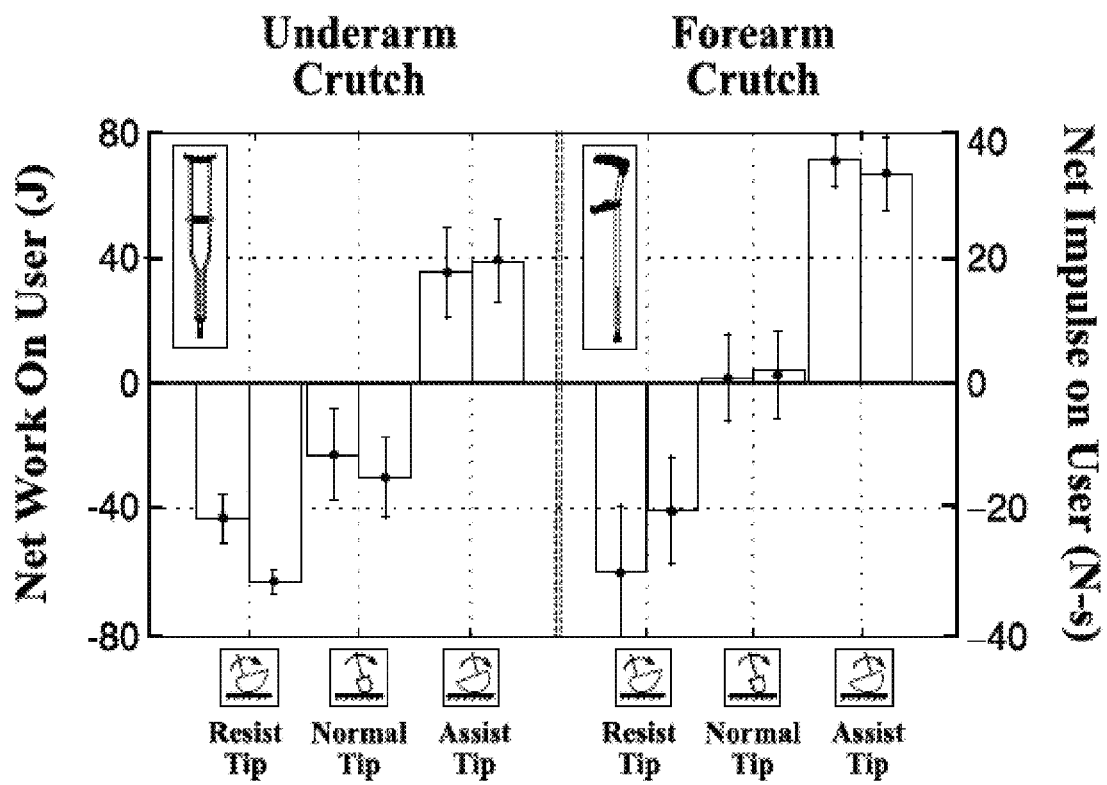 Underarm
Crutch
Forearm
Crutch
Net Work On User (J)
80
40
0
-40
-80
40
20
0
−20
−40
Net Impulse on User (N-s)
Resist
Tip
Normal
Tip
Assist
Tip
Resist
Tip
Normal
Tip
Assist
Tip